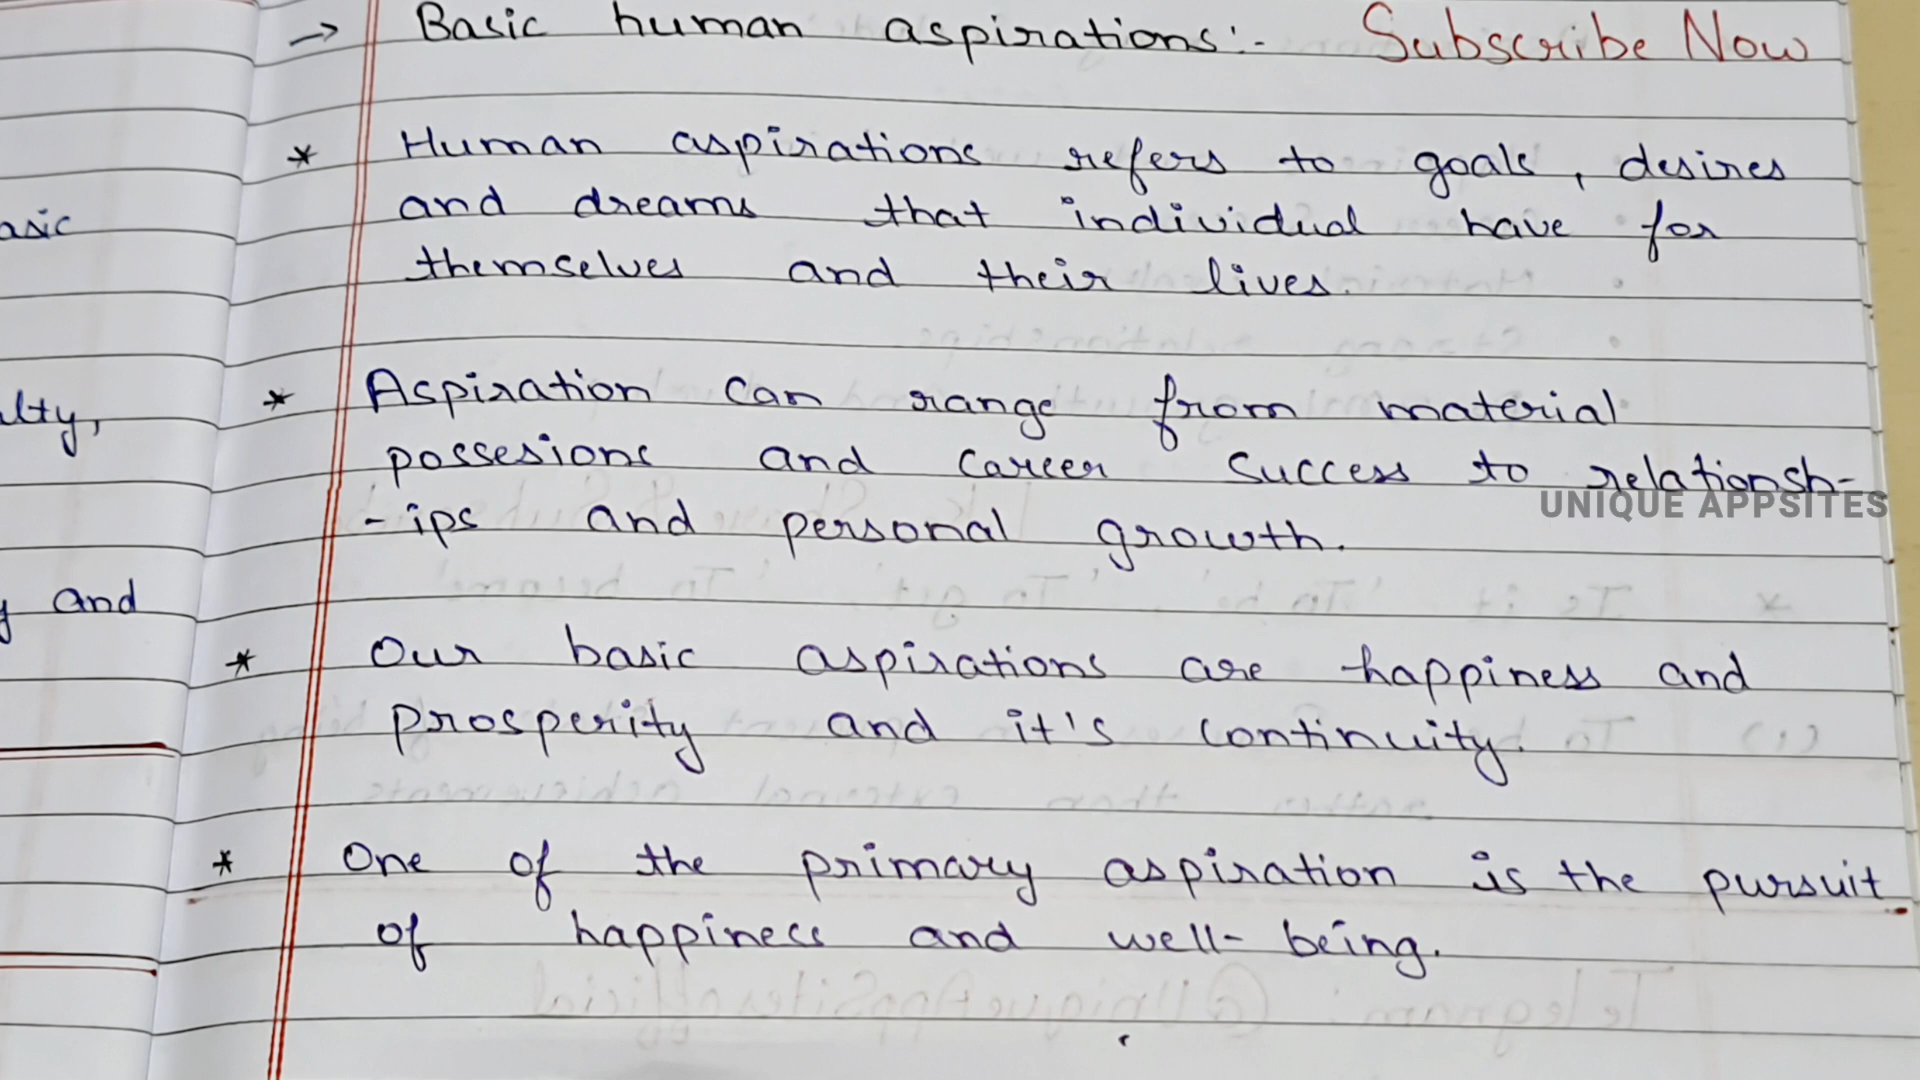 → Basic human aspirations:- Subscribe Now
* Human aspirations refers to goals, desires
and dreams that individual have for
themselves and their lives.
* Aspiration can range from material
possesions and career success to relationsh-
-ips and personal growth.
UNIQUE APPSITES
* Our basic aspirations are happiness and
prosperity and it's continuity.
* One of the primary aspiration is the pursuit
of happiness and well-being.
asic
lty,
and